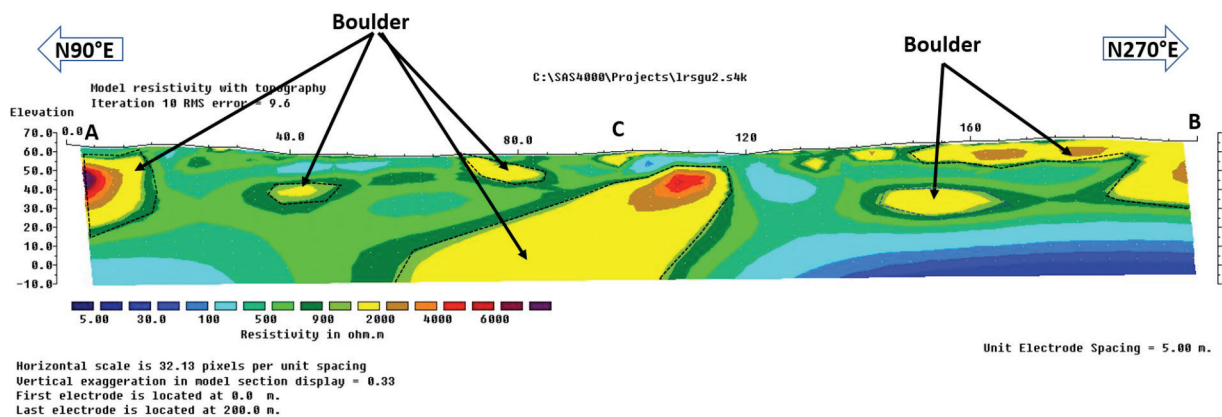 Boulder
Boulder
N90°E
N270°E
C:\SAS4000\Projects\lrsgu2.s4k
Model resistivity with topography
Iteration 10 RMS error = 9.6
Elevation
A
C
B
0.0
40.0
80.0
120
160
70.0
60.0
50.0
40.0
30.0
20.0
10.0
0.0
-10.0
5.00 30.0 100 500 900 2000 4000 6000
Resistivity in ohm.m
Unit Electrode Spacing = 5.00 m.
Horizontal scale is 32.13 pixels per unit spacing
Vertical exaggeration in model section display = 0.33
First electrode is located at 0.0 m.
Last electrode is located at 200.0 m.